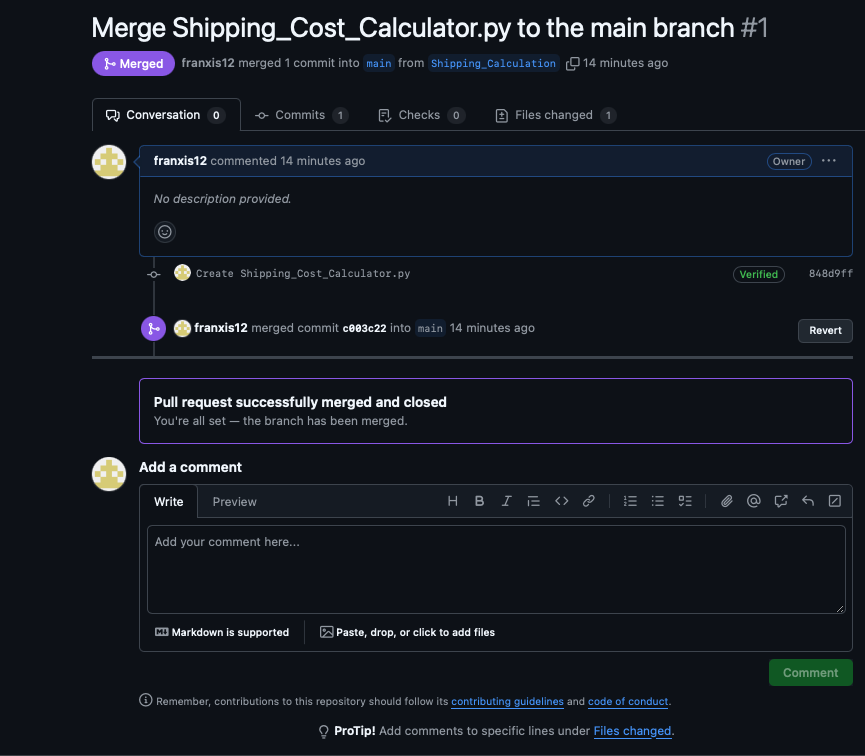 Merge Shipping_Cost_Calculator.py to the main branch #1
Merged franxis12 merged 1 commit into main from Shipping_Calculation 14 minutes ago
Conversation 0 Commits 1 Checks 0 Files changed 1
franxis12 commented 14 minutes ago Owner ...
No description provided.
Create Shipping_Cost_Calculator.py Verified 848d9ff
franxis12 merged commit c003c22 into main 14 minutes ago Revert
Pull request successfully merged and closed
You're all set — the branch has been merged.
Add a comment
Write Preview H B I
Add your comment here...
Markdown is supported Paste, drop, or click to add files
Comment
Remember, contributions to this repository should follow its contributing guidelines and code of conduct.
ProTip! Add comments to specific lines under Files changed.